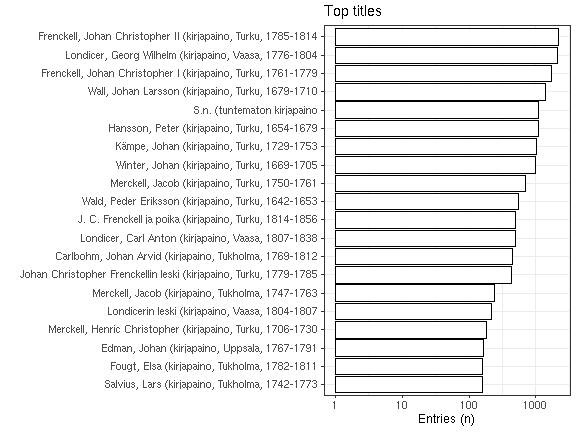 Top titles
Frenckell, Johan Christopher II (kirjapaino, Turku, 1785-1814
Londicer, Georg Wilhelm (kirjapaino, Vaasa, 1776-1804
Frenckell, Johan Christopher I (kirjapaino, Turku, 1761-1779
Wall, Johan Larsson (kirjapaino, Turku, 1679-1710
S.n. (tuntematon kirjapaino
Hansson, Peter (kirjapaino, Turku, 1654-1679
Kämpe, Johan (kirjapaino, Turku, 1729-1753
Winter, Johan (kirjapaino, Turku, 1669-1705
Merckell, Jacob (kirjapaino, Turku, 1750-1761
Wald, Peder Eriksson (kirjapaino, Turku, 1642-1653
J. C. Frenckell ja poika (kirjapaino, Turku, 1814-1856
Londicer, Carl Anton (kirjapaino, Vaasa, 1807-1838
Carlbohm, Johan Arvid (kirjapaino, Tukholma, 1769-1812
Johan Christopher Frenckellin leski (kirjapaino, Turku, 1779-1785
Merckell, Jacob (kirjapaino, Tukholma, 1747-1763
Londicerin leski (kirjapaino, Vaasa, 1804-1807
Merckell, Henric Christopher (kirjapaino, Turku, 1706-1730
Edman, Johan (kirjapaino, Uppsala, 1767-1791
Fougt, Elsa (kirjapaino, Tukholma, 1782-1811
Salvius, Lars (kirjapaino, Tukholma, 1742-1773
1 10 100 1000
Entries (n)